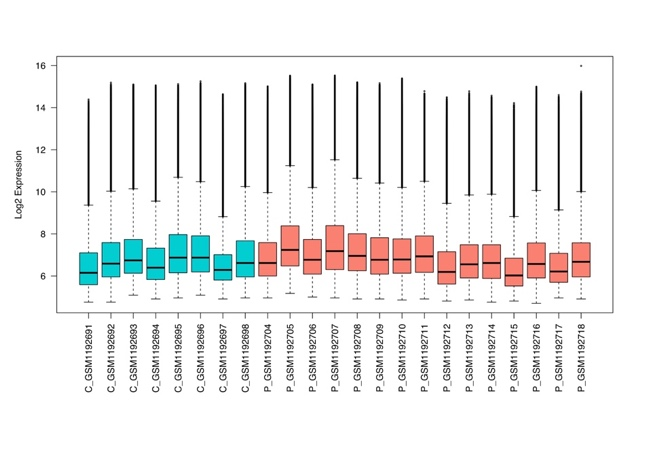 Log2 Expression
16
14
12
10
8
6
C_GSM1192691
C_GSM1192692
C_GSM1192693
C_GSM1192694
C_GSM1192695
C_GSM1192696
C_GSM1192697
C_GSM1192698
P_GSM1192704
P_GSM1192705
P_GSM1192706
P_GSM1192707
P_GSM1192708
P_GSM1192709
P_GSM1192710
P_GSM1192711
P_GSM1192712
P_GSM1192713
P_GSM1192714
P_GSM1192715
P_GSM1192716
P_GSM1192717
P_GSM1192718